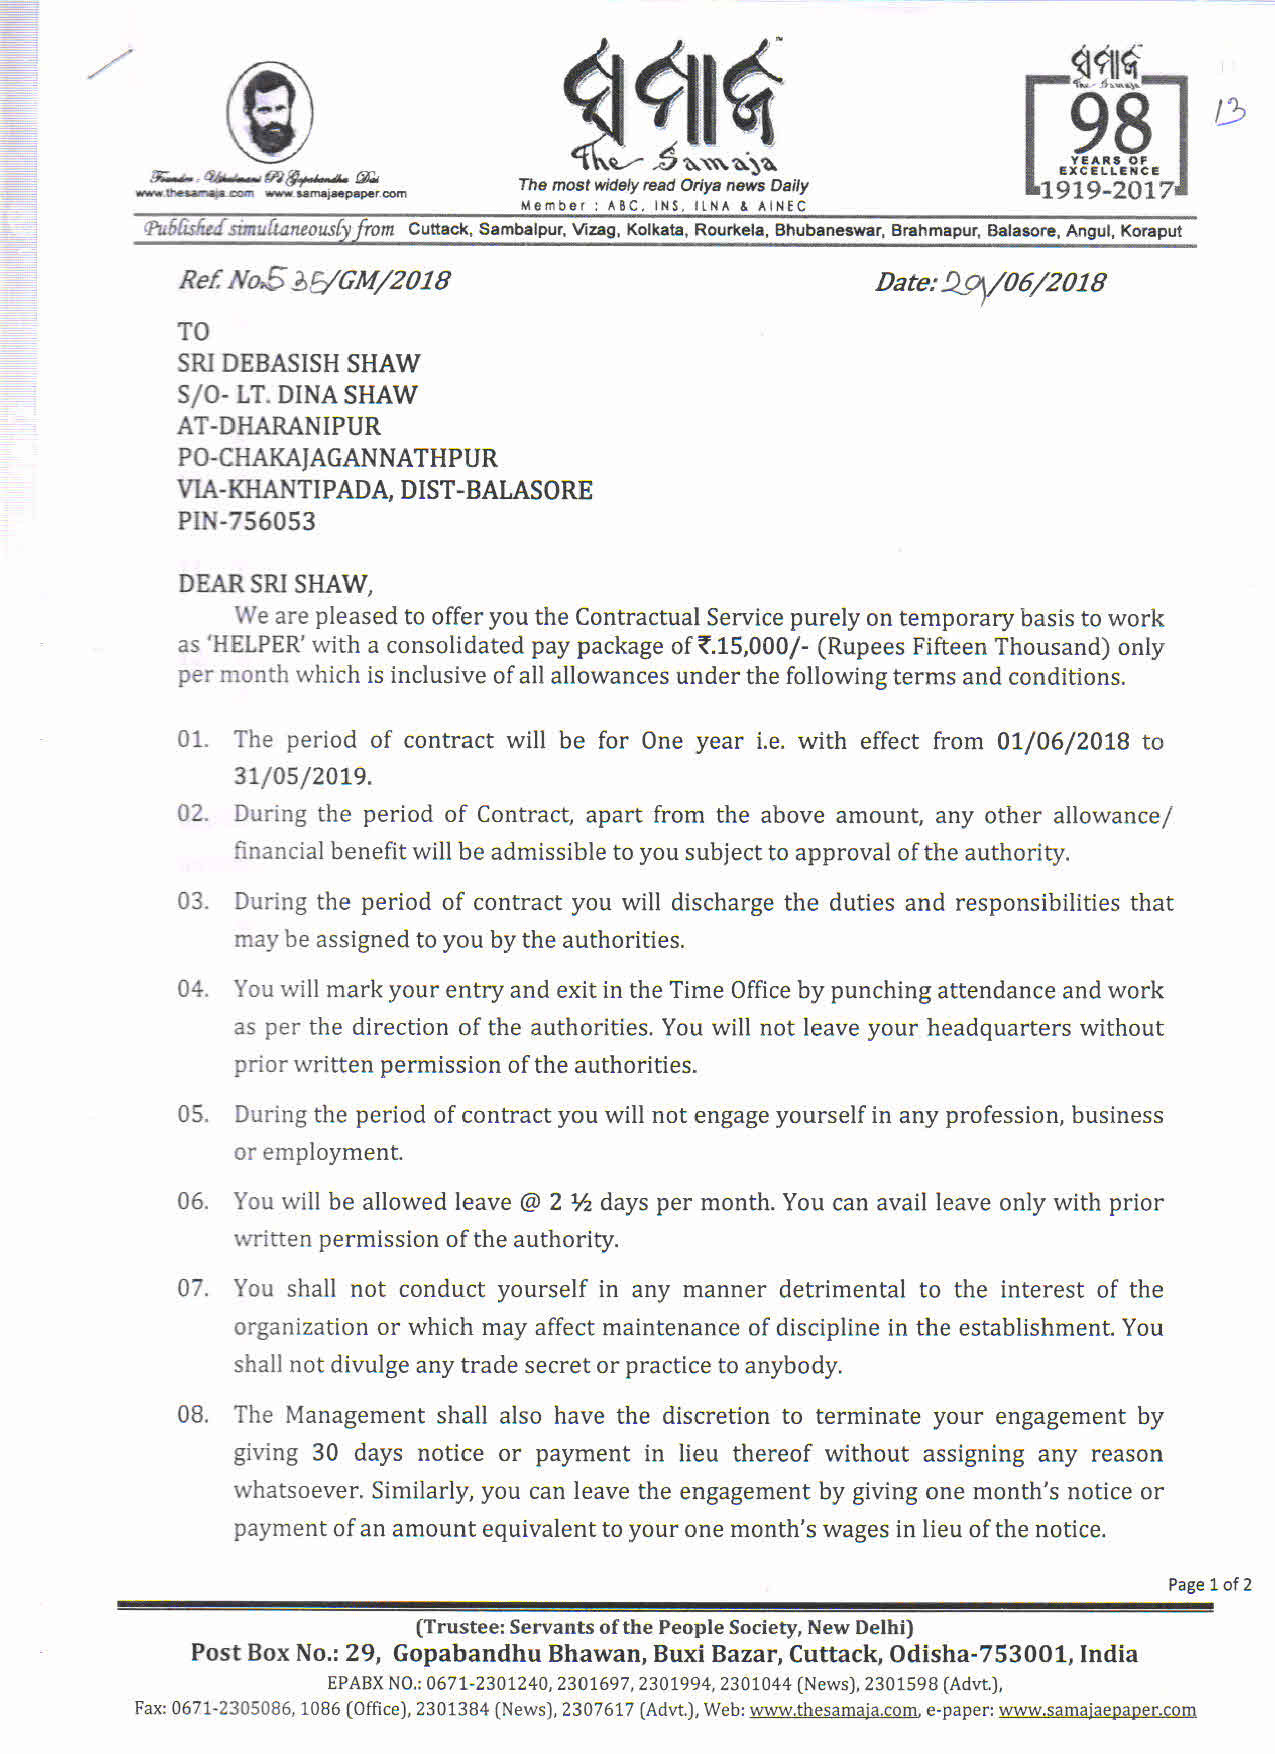 ସମାଜ
™
The Samaja
The most widely read Oriya news Daily
Member : ABC, INS, ILNA & AINEC
Founder : Utkalmani Pt Gopabandhu Das
www.thesamaja.com www.samajaepaper.com
ସମାଜ
The Samaja
98
YEARS OF
EXCELLENCE
1919-2017
13
Published simultaneously from Cuttack, Sambalpur, Vizag, Kolkata, Rourkela, Bhubaneswar, Brahmapur, Balasore, Angul, Koraput
Ref. No.535/GM/2018 Date: 29/06/2018
TO
SRI DEBASISH SHAW
S/O- LT. DINA SHAW
AT-DHARANIPUR
PO-CHAKAJAGANNATHPUR
VIA-KHANTIPADA, DIST-BALASORE
PIN-756053
DEAR SRI SHAW,
We are pleased to offer you the Contractual Service purely on temporary basis to work
as 'HELPER' with a consolidated pay package of ₹.15,000/- (Rupees Fifteen Thousand) only
per month which is inclusive of all allowances under the following terms and conditions.
01. The period of contract will be for One year i.e. with effect from 01/06/2018 to
31/05/2019.
02. During the period of Contract, apart from the above amount, any other allowance/
financial benefit will be admissible to you subject to approval of the authority.
03. During the period of contract you will discharge the duties and responsibilities that
may be assigned to you by the authorities.
04. You will mark your entry and exit in the Time Office by punching attendance and work
as per the direction of the authorities. You will not leave your headquarters without
prior written permission of the authorities.
05. During the period of contract you will not engage yourself in any profession, business
or employment.
06. You will be allowed leave @ 2 ½ days per month. You can avail leave only with prior
written permission of the authority.
07. You shall not conduct yourself in any manner detrimental to the interest of the
organization or which may affect maintenance of discipline in the establishment. You
shall not divulge any trade secret or practice to anybody.
08. The Management shall also have the discretion to terminate your engagement by
giving 30 days notice or payment in lieu thereof without assigning any reason
whatsoever. Similarly, you can leave the engagement by giving one month's notice or
payment of an amount equivalent to your one month's wages in lieu of the notice.
Page 1 of 2
(Trustee: Servants of the People Society, New Delhi)
Post Box No.: 29, Gopabandhu Bhawan, Buxi Bazar, Cuttack, Odisha-753001, India
EPABX NO.: 0671-2301240, 2301697, 2301994, 2301044 (News), 2301598 (Advt.),
Fax: 0671-2305086, 1086 (Office), 2301384 (News), 2307617 (Advt.), Web: www.thesamaja.com, e-paper: www.samajaepaper.com